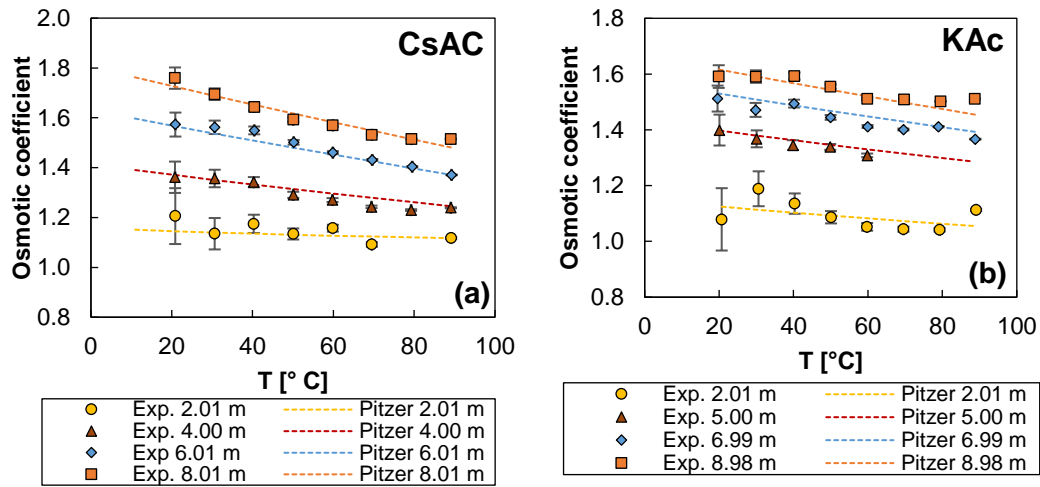 CsAC
Osmotic coefficient
2.0
1.8
1.6
1.4
1.2
1.0
0.8
(a)
0 20 40 60 80 100
T [° C]
Exp. 2.01 m Pitzer 2.01 m
Exp. 4.00 m Pitzer 4.00 m
Exp 6.01 m Pitzer 6.01 m
Exp. 8.01 m Pitzer 8.01 m
KAc
Osmotic coefficient
1.8
1.6
1.4
1.2
1.0
0.8
(b)
0 20 40 60 80 100
T [° C]
Exp. 2.01 m Pitzer 2.01 m
Exp. 5.00 m Pitzer 5.00 m
Exp. 6.99 m Pitzer 6.99 m
Exp. 8.98 m Pitzer 8.98 m